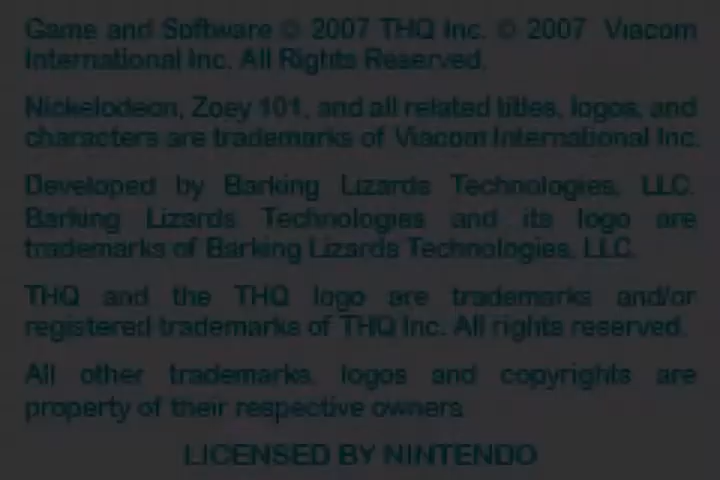 Game and Software © 2007 THQ Inc. © 2007 Viacom
International Inc. All Rights Reserved.
Nickelodeon, Zoey 101, and all related titles, logos, and
characters are trademarks of Viacom International Inc.
Developed by Barking Lizards Technologies, LLC.
Barking Lizards Technologies and its logo are
trademarks of Barking Lizards Technologies, LLC.
THQ and the THQ logo are trademarks and/or
registered trademarks of THQ Inc. All rights reserved.
All other trademarks, logos and copyrights are
property of their respective owners.
LICENSED BY NINTENDO